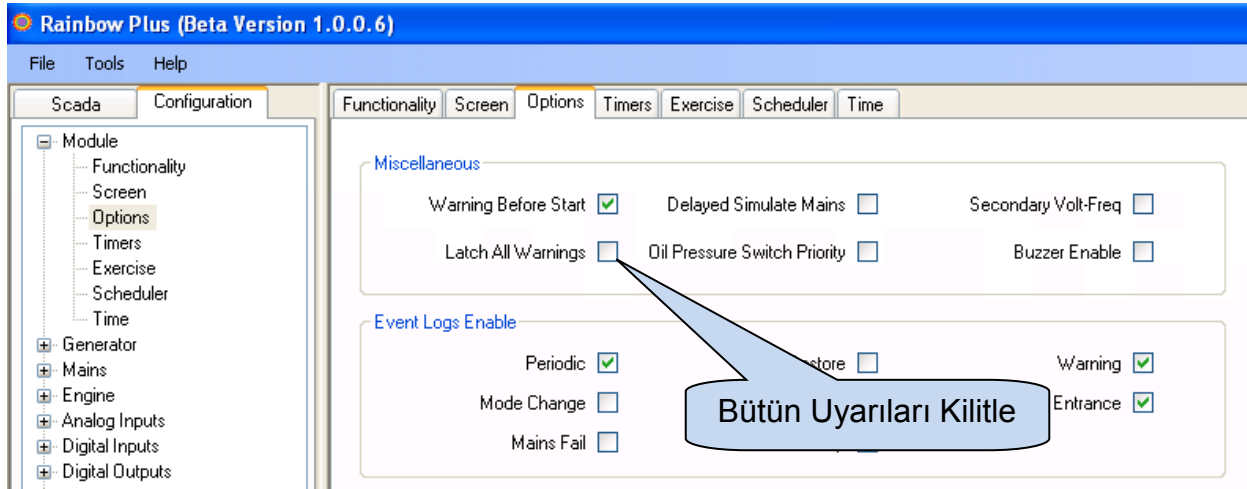 Rainbow Plus (Beta Version 1.0.0.6)
File Tools Help
Scada Configuration
Functionality Screen Options Timers Exercise Scheduler Time
Module
Functionality
Screen
Options
Timers
Exercise
Scheduler
Time
Generator
Mains
Engine
Analog Inputs
Digital Inputs
Digital Outputs
Miscellaneous
Warning Before Start Delayed Simulate Mains Secondary Volt-Freq
Latch All Warnings Oil Pressure Switch Priority Buzzer Enable
Event Logs Enable
Periodic Warning
Mode Change Entrance
Mains Fail
Bütün Uyarıları Kilitle